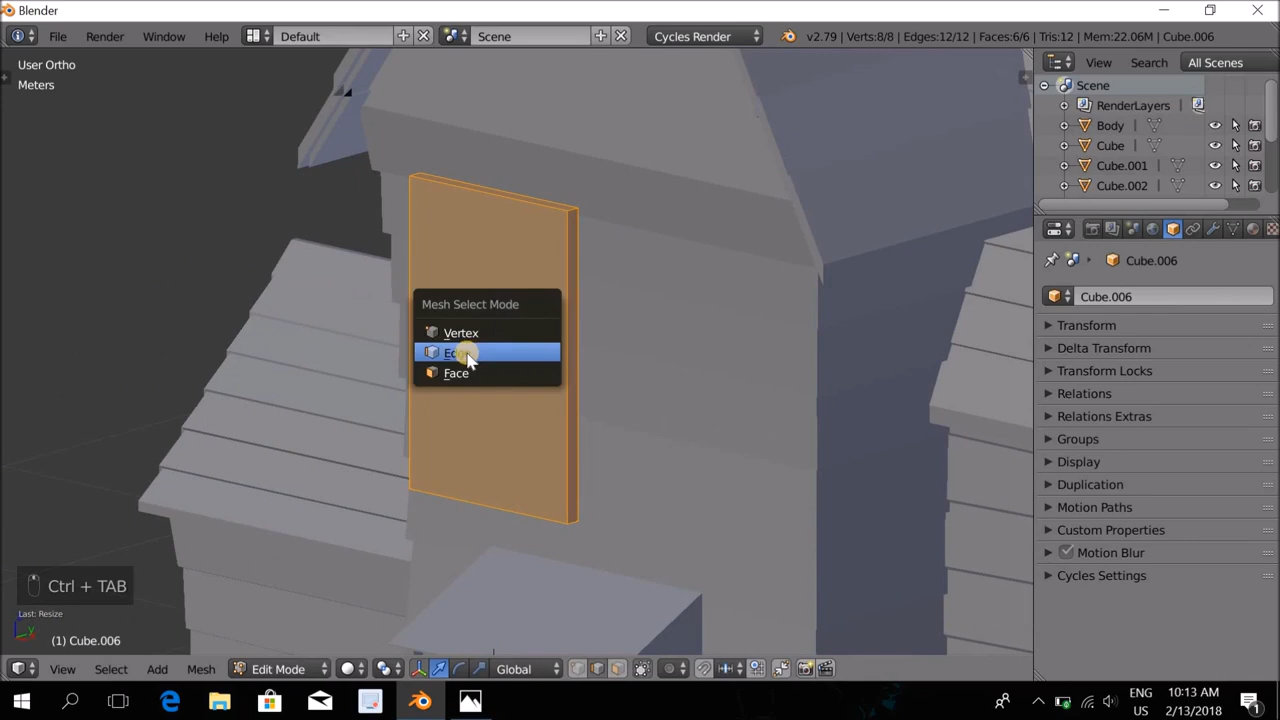 Blender
File Render Window Help Default Scene Cycles Render v2.79 | Verts:8/8 | Edges:12/12 | Faces:6/6 | Tris:12 | Mem:22.06M | Cube.006
User Ortho
Meters
View Search All Scenes
Scene
RenderLayers
Body
Cube
Cube.001
Cube.002
Cube.006
Cube.006
Transform
Delta Transform
Transform Locks
Relations
Relations Extras
Groups
Display
Duplication
Motion Paths
Custom Properties
Motion Blur
Cycles Settings
Mesh Select Mode
Vertex
Face
Ctrl + TAB
Last: Resize
(1) Cube.006
View Select Add Mesh Edit Mode Global
ENG 10:13 AM
US 2/13/2018
1